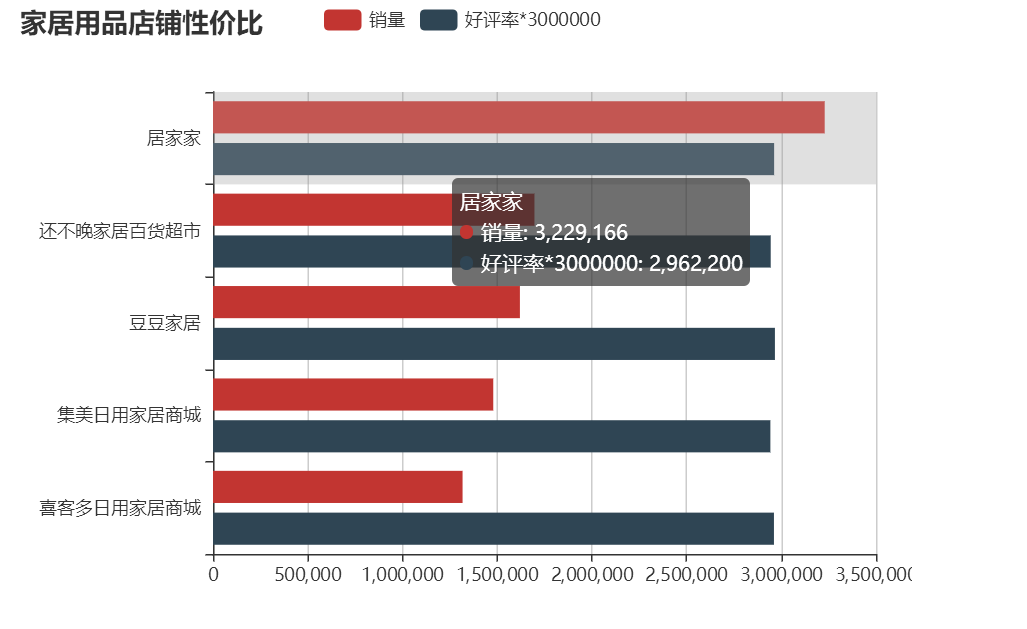 家居用品店铺性价比
销量 好评率*3000000
居家家
还不晚家居百货超市
豆豆家居
集美日用家居商城
喜客多日用家居商城
居家家
销量: 3,229,166
好评率*3000000: 2,962,200
0 500,000 1,000,000 1,500,000 2,000,000 2,500,000 3,000,000 3,500,00